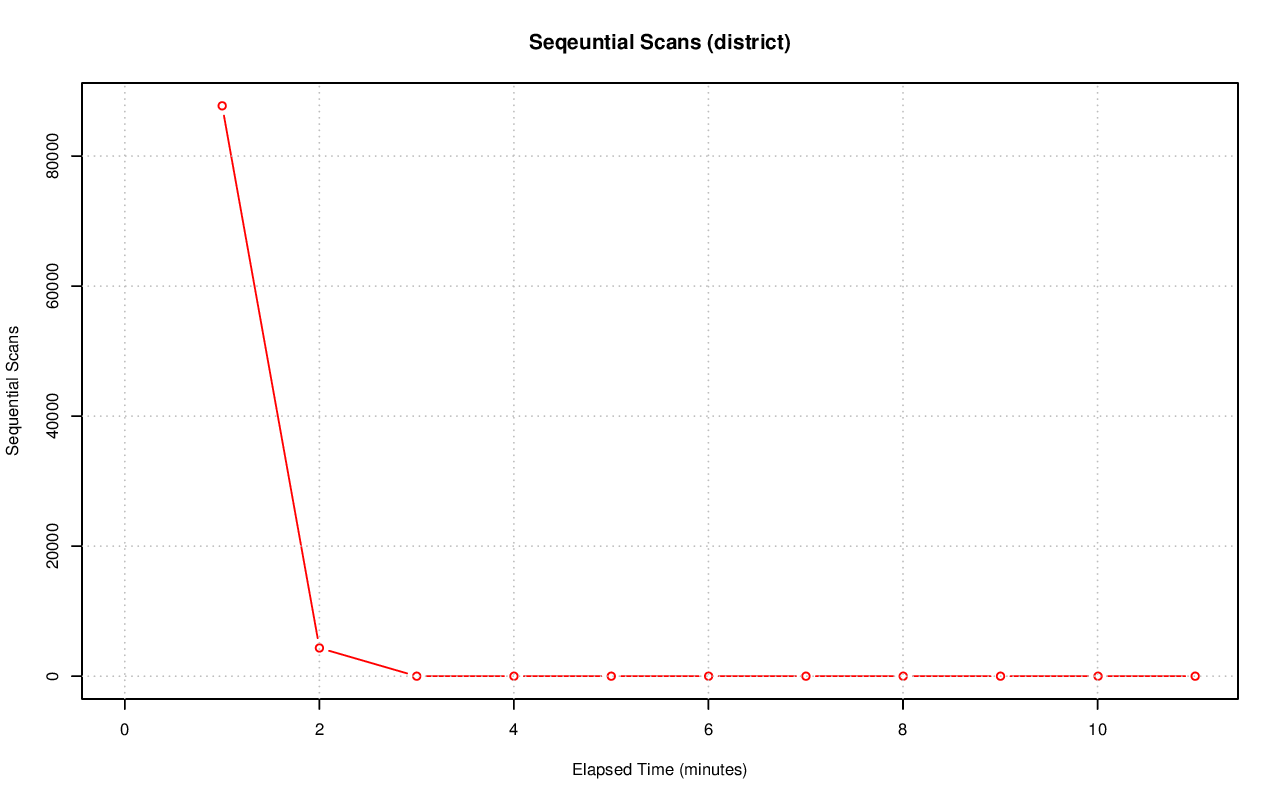 Seqeuntial Scans (district)
Sequential Scans
80000
60000
40000
20000
0
0 2 4 6 8 10
Elapsed Time (minutes)